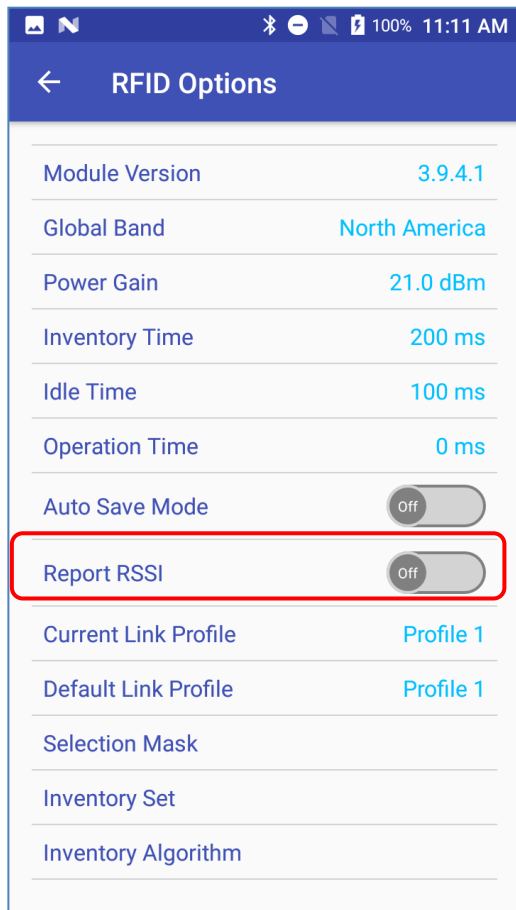 100% 11:11 AM
RFID Options
Module Version 3.9.4.1
Global Band North America
Power Gain 21.0 dBm
Inventory Time 200 ms
Idle Time 100 ms
Operation Time 0 ms
Auto Save Mode Off
Report RSSI Off
Current Link Profile Profile 1
Default Link Profile Profile 1
Selection Mask
Inventory Set
Inventory Algorithm